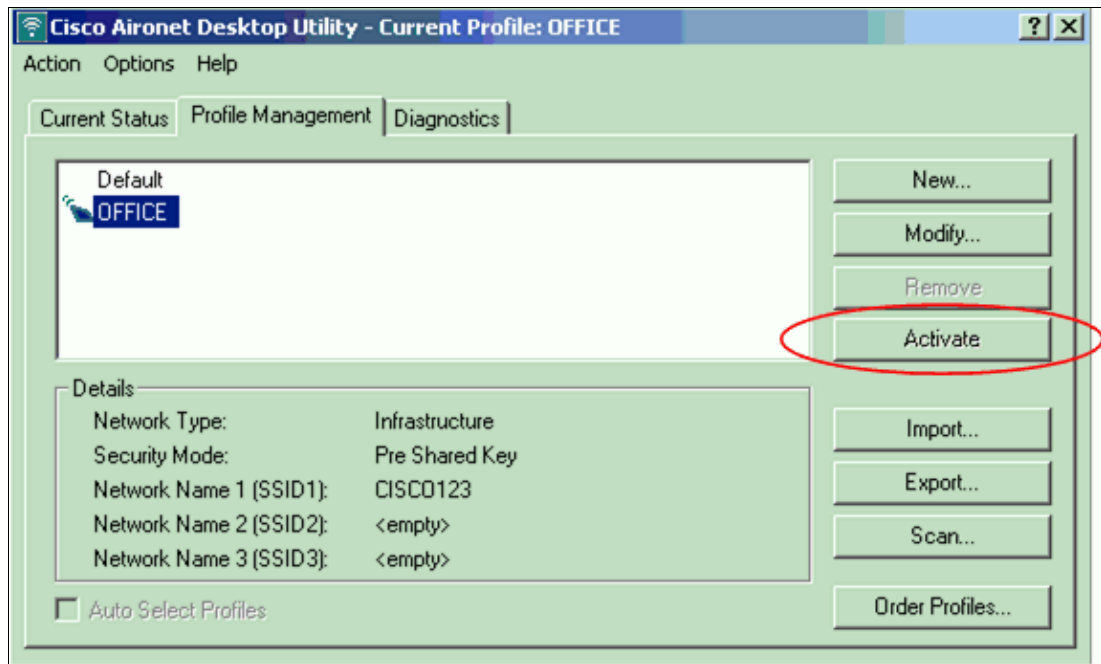 Cisco Aironet Desktop Utility - Current Profile: OFFICE
Action Options Help
Current Status Profile Management Diagnostics
Default
OFFICE
New...
Modify...
Remove
Activate
Details
Network Type: Infrastructure
Security Mode: Pre Shared Key
Network Name 1 (SSID1): CISCO123
Network Name 2 (SSID2): <empty>
Network Name 3 (SSID3): <empty>
Import...
Export...
Scan...
Auto Select Profiles
Order Profiles...